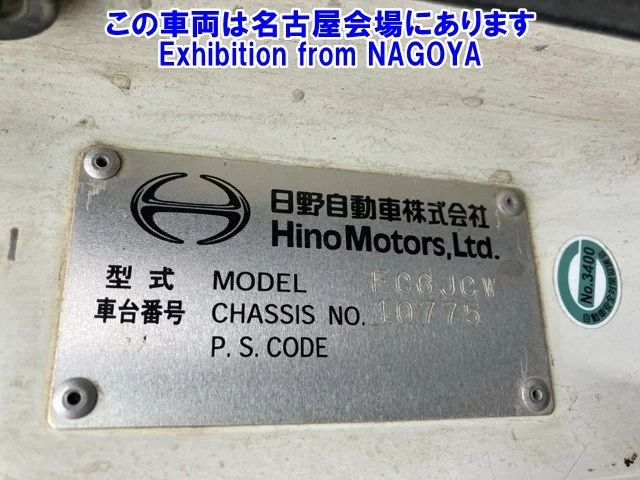 この車両は名古屋会場にあります
Exhibition from NAGOYA
日野自動車株式会社
Hino Motors, Ltd.
型式 MODEL FC6JCW
車台番号 CHASSIS NO. 10775
P. S. CODE
No.3400